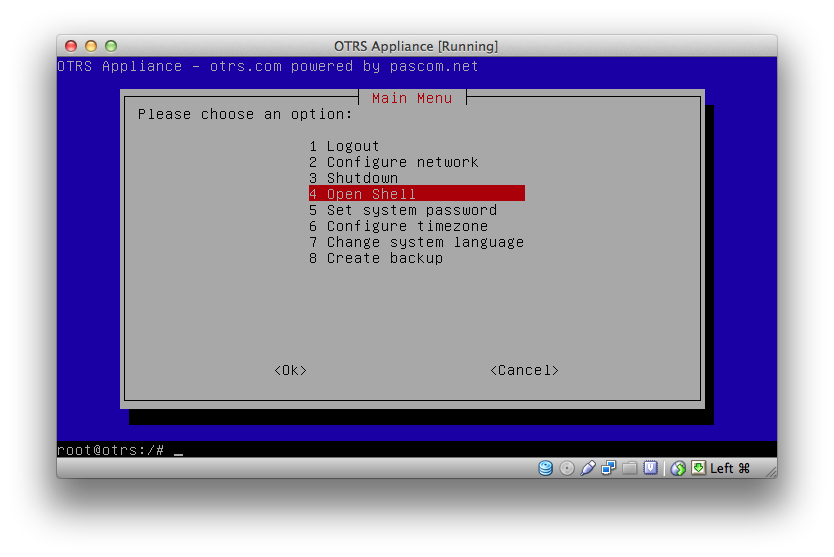 OTRS Appliance [Running]
OTRS Appliance - otrs.com powered by pascom.net
Main Menu
Please choose an option:
1 Logout
2 Configure network
3 Shutdown
4 Open Shell
5 Set system password
6 Configure timezone
7 Change system language
8 Create backup
<Ok> <Cancel>
root@otrs:/# _
Left ⌘